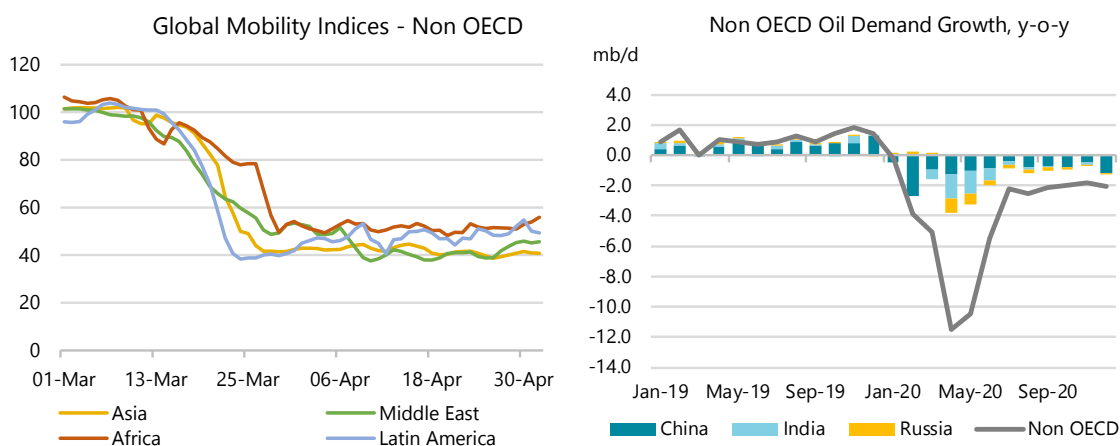 Global Mobility Indices - Non OECD
120
100
80
60
40
20
0
01-Mar 13-Mar 25-Mar 06-Apr 18-Apr 30-Apr
Asia Middle East
Africa Latin America
Non OECD Oil Demand Growth, y-o-y
mb/d
4.0
2.0
0.0
-2.0
-4.0
-6.0
-8.0
-10.0
-12.0
-14.0
Jan-19 May-19 Sep-19 Jan-20 May-20 Sep-20
China India Russia Non OECD